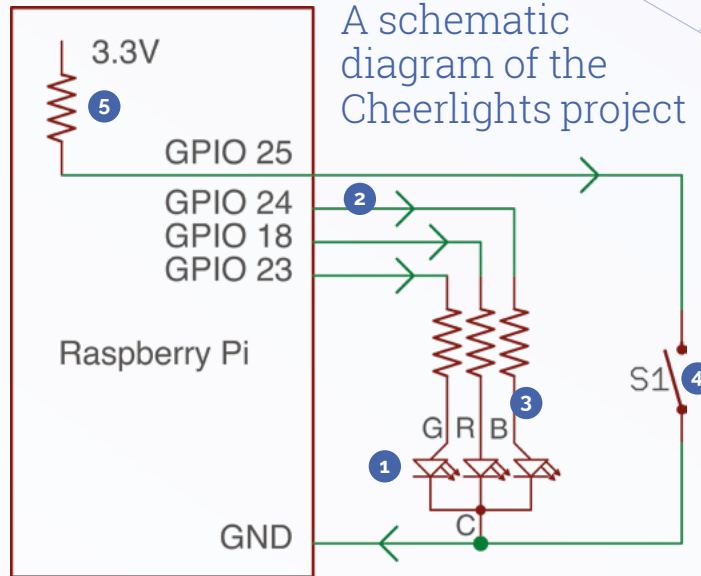 A schematic
diagram of the
Cheerlights project
3.3V
5
GPIO 25
2
GPIO 24
GPIO 18
GPIO 23
Raspberry Pi
S1
4
3
G R B
1
C
GND